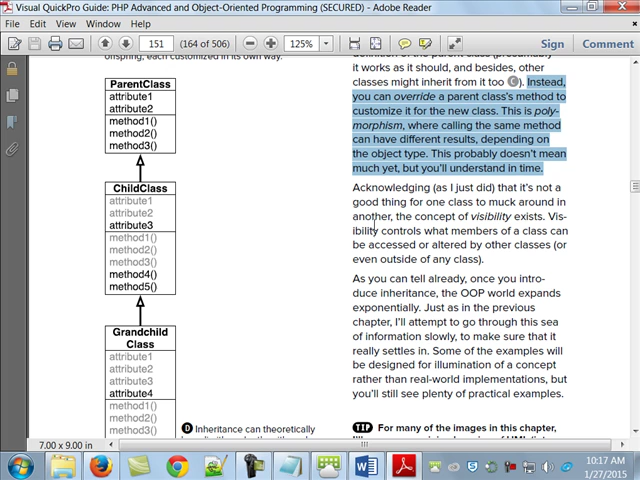 Visual QuickPro Guide: PHP Advanced and Object-Oriented Programming (SECURED) - Adobe Reader
File Edit View Window Help
151 (164 of 506) 125% Sign Comment
offspring, each customized in its own way.
ParentClass
attribute1
attribute2
method1()
method2()
method3()
ChildClass
attribute1
attribute2
attribute3
method1()
method2()
method3()
method4()
method5()
Grandchild
Class
attribute1
attribute2
attribute3
attribute4
method1()
method2()
method3()
D Inheritance can theoretically
it works as it should, and besides, other
classes might inherit from it too C). Instead,
you can override a parent class's method to
customize it for the new class. This is poly-
morphism, where calling the same method
can have different results, depending on
the object type. This probably doesn't mean
much yet, but you'll understand in time.
Acknowledging (as I just did) that it's not a
good thing for one class to muck around in
another, the concept of visibility exists. Vis-
ibility controls what members of a class can
be accessed or altered by other classes (or
even outside of any class).
As you can tell already, once you intro-
duce inheritance, the OOP world expands
exponentially. Just as in the previous
chapter, I'll attempt to go through this sea
of information slowly, to make sure that it
really settles in. Some of the examples will
be designed for illumination of a concept
rather than real-world implementations, but
you'll still see plenty of practical examples.
TIP For many of the images in this chapter,
7.00 x 9.00 in
10:17 AM
1/27/2015